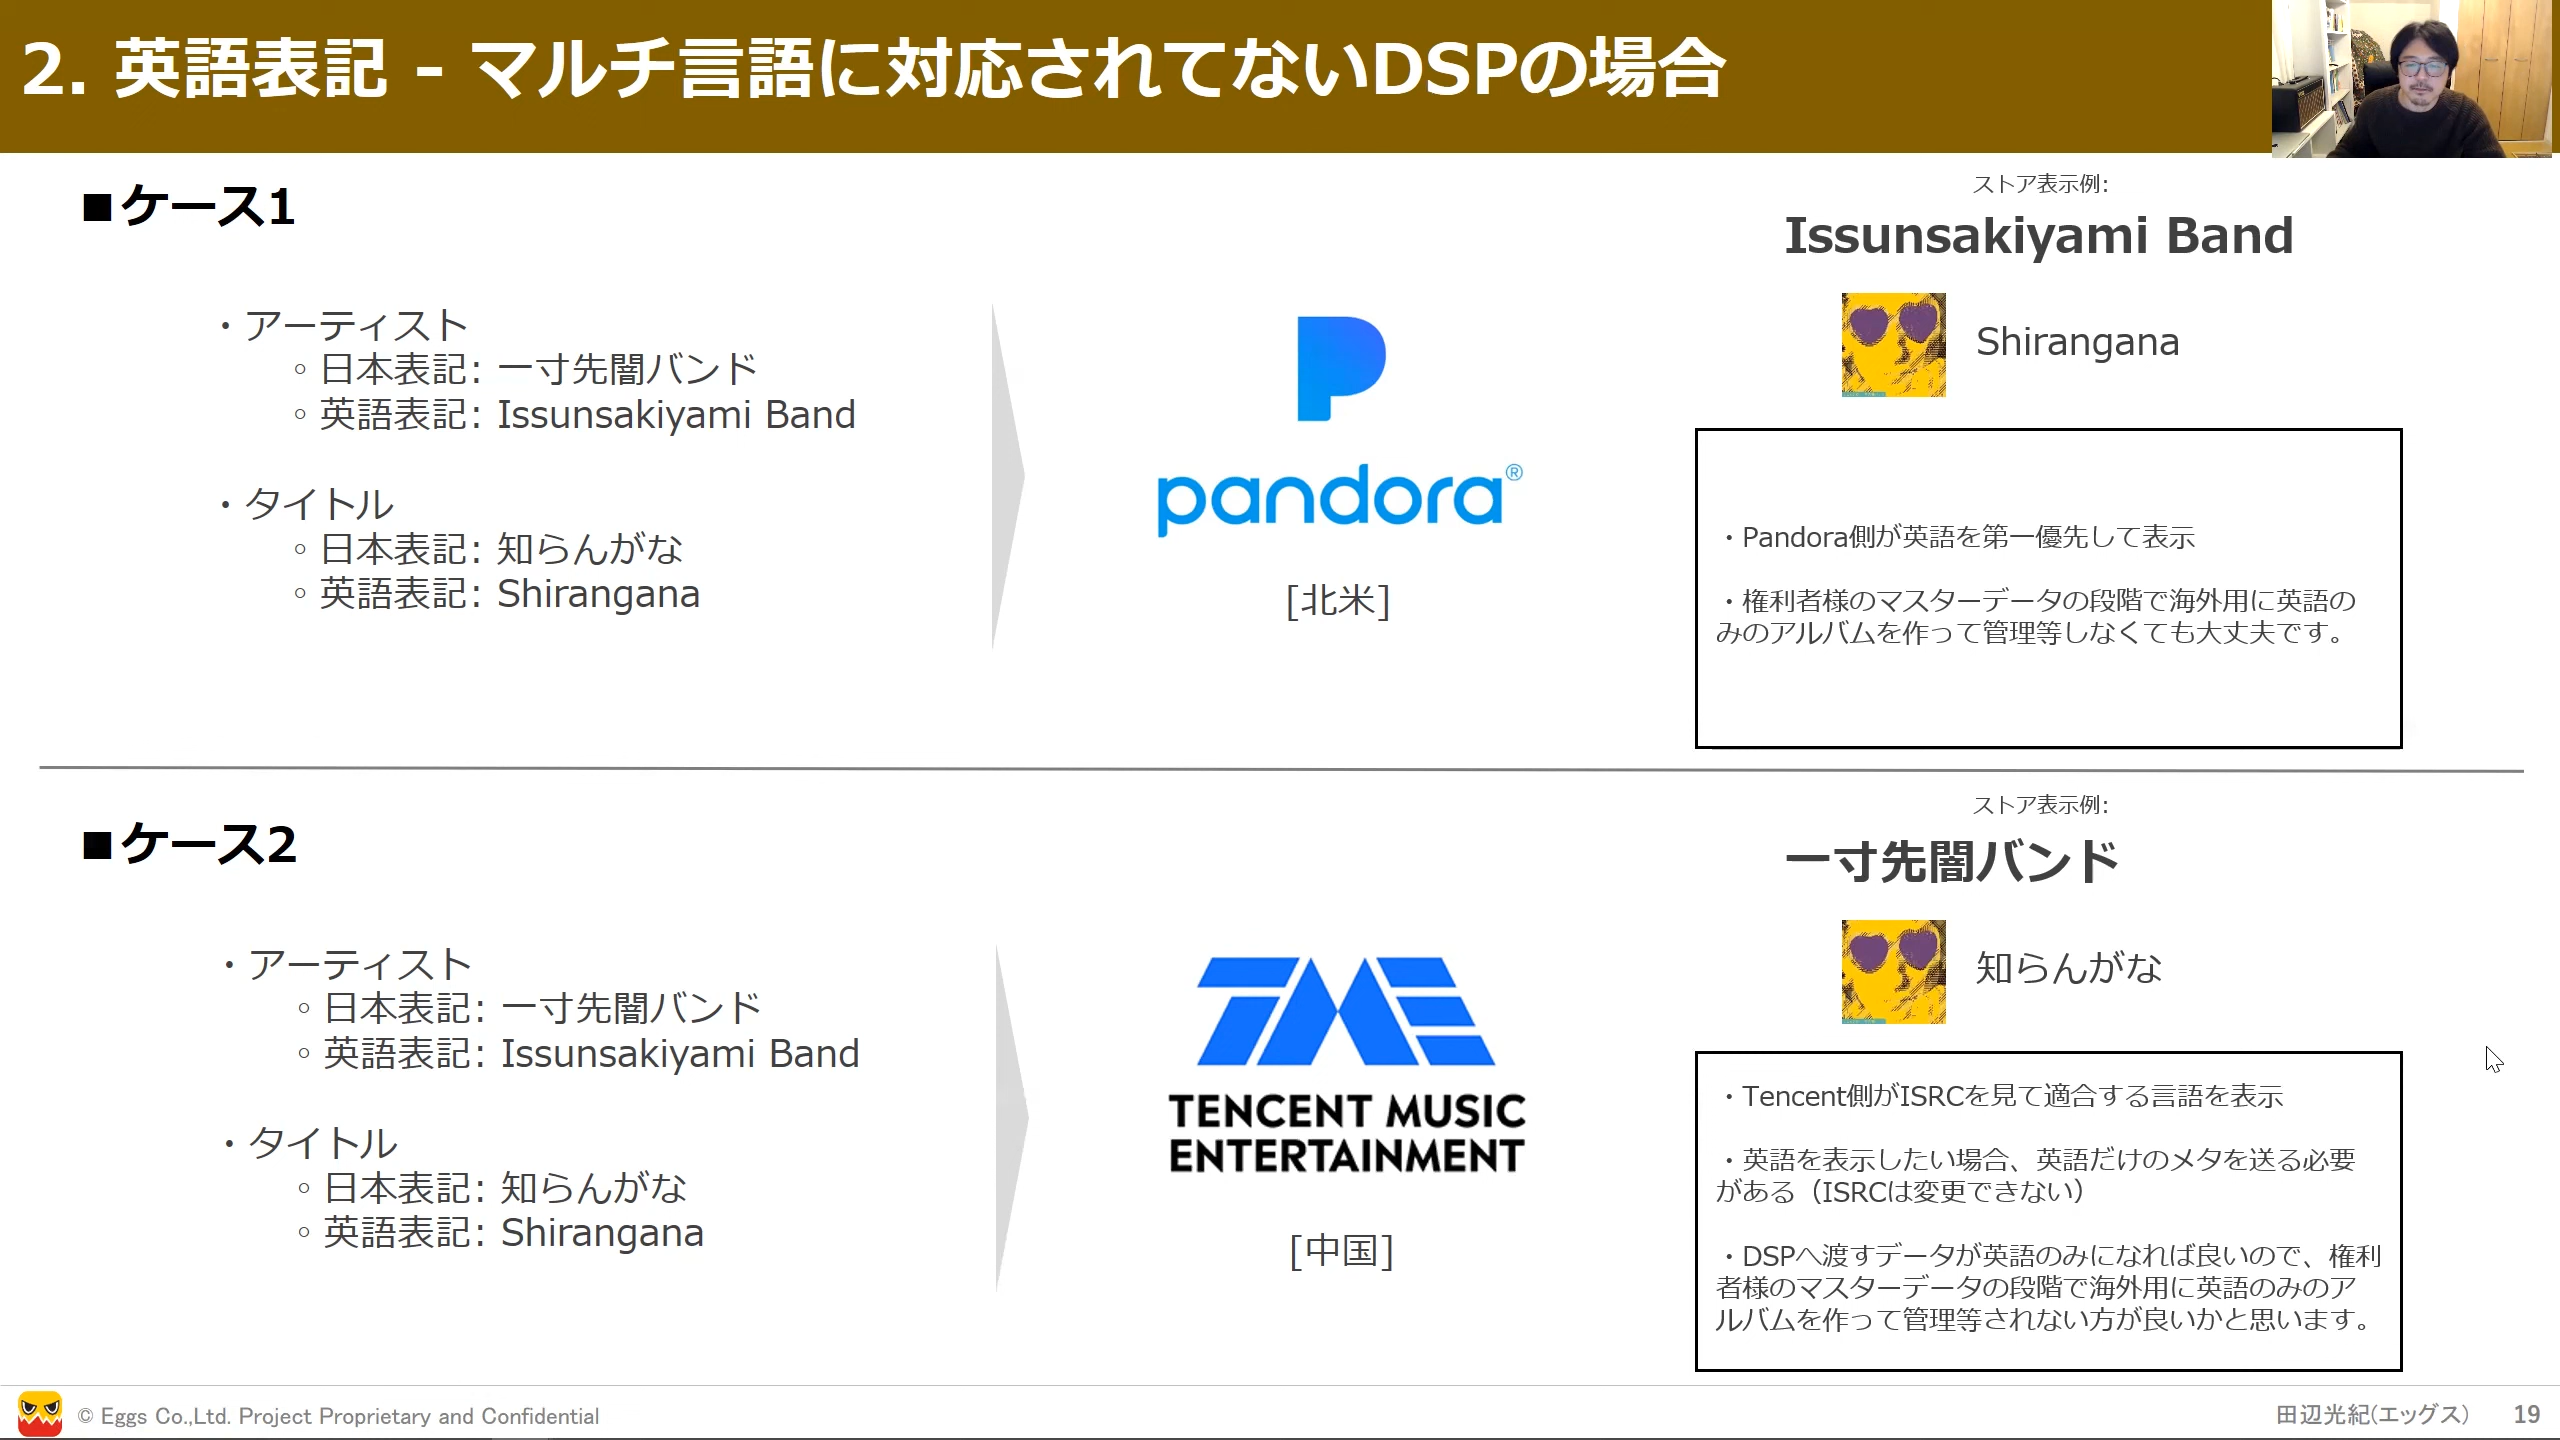 2. 英語表記 - マルチ言語に対応されてないDSPの場合
■ケース1
・アーティスト
◦ 日本表記: 一寸先闇バンド
◦ 英語表記: Issunsakiyami Band
・タイトル
◦ 日本表記: 知らんがな
◦ 英語表記: Shirangana
pandora®
[北米]
ストア表示例:
Issunsakiyami Band
Shirangana
・Pandora側が英語を第一優先して表示
・権利者様のマスターデータの段階で海外用に英語の
みのアルバムを作って管理等しなくても大丈夫です。
■ケース2
・アーティスト
◦ 日本表記: 一寸先闇バンド
◦ 英語表記: Issunsakiyami Band
・タイトル
◦ 日本表記: 知らんがな
◦ 英語表記: Shirangana
TME
TENCENT MUSIC
ENTERTAINMENT
[中国]
ストア表示例:
一寸先闇バンド
知らんがな
・Tencent側がISRCを見て適合する言語を表示
・英語を表示したい場合、英語だけのメタを送る必要
がある（ISRCは変更できない）
・DSPへ渡すデータが英語のみになれば良いので、権利
者様のマスターデータの段階で海外用に英語のみのア
ルバムを作って管理等されない方が良いかと思います。
© Eggs Co.,Ltd. Project Proprietary and Confidential
田辺光紀(エッグス) 19